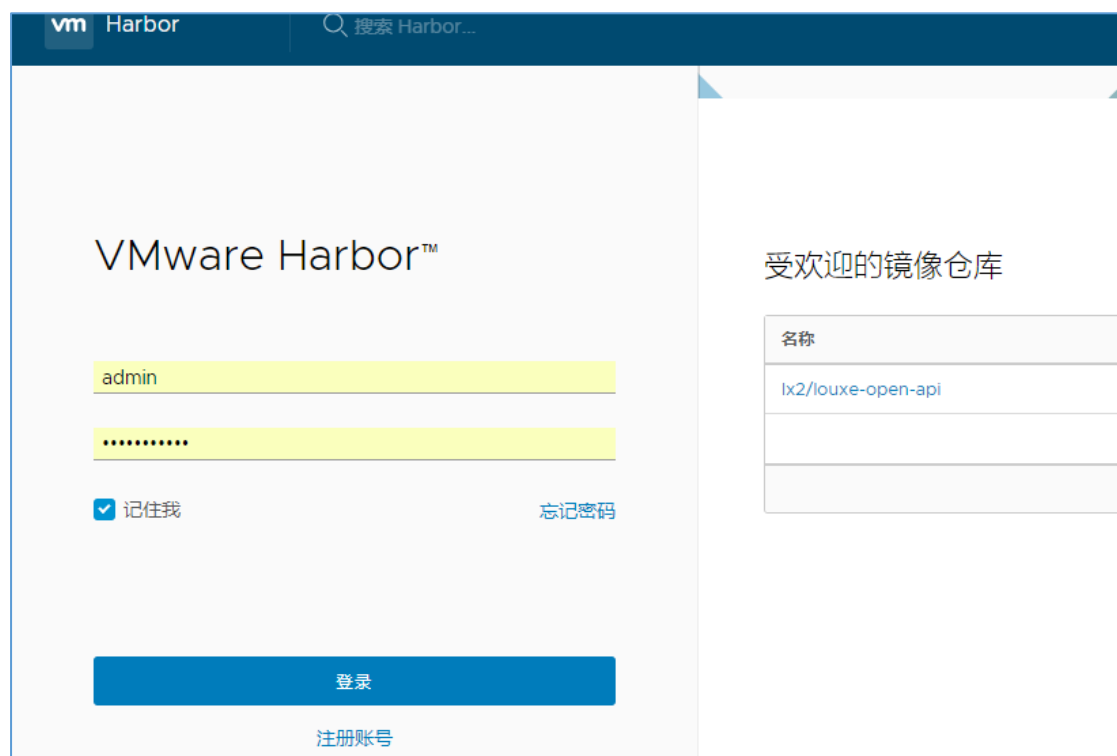 vm Harbor
搜索 Harbor...
VMware Harbor™
admin
•••••••••••
记住我
忘记密码
登录
注册账号
受欢迎的镜像仓库
名称
lx2/louxe-open-api